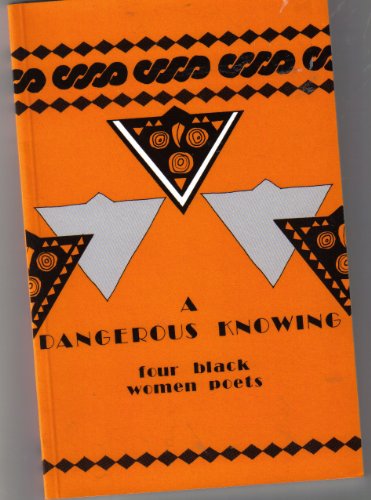 A
DANGEROUS KNOWING
four black
women poets